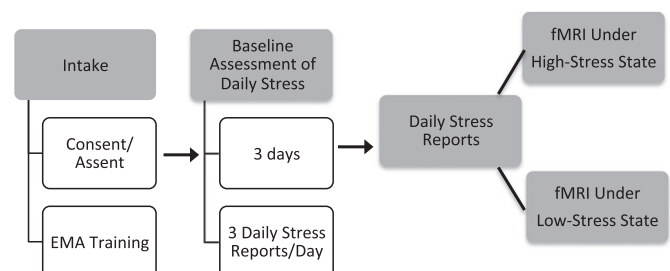 Intake
Consent/
Assent
EMA Training
Baseline
Assessment of
Daily Stress
3 days
3 Daily Stress
Reports/Day
Daily Stress
Reports
fMRI Under
High-Stress State
fMRI Under
Low-Stress State